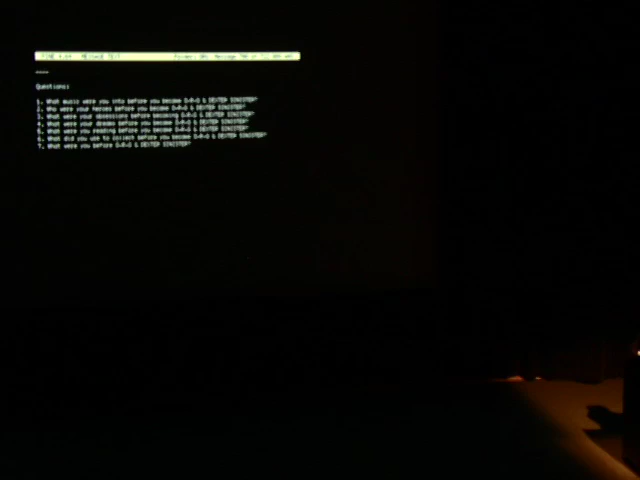 MESSAGE TEXT
Questions:
1. What music were you into before you became O-R-G & DEXTER SINISTER?
2. Who were your heroes before you became O-R-G & DEXTER SINISTER?
3. What were your obsessions before becoming O-R-G & DEXTER SINISTER?
4. What were your dreams before you became O-R-G & DEXTER SINISTER?
5. What were you reading before you became O-R-G & DEXTER SINISTER?
6. What did you use to collect before you became O-R-G & DEXTER SINISTER?
7. What were you before O-R-G & DEXTER SINISTER?